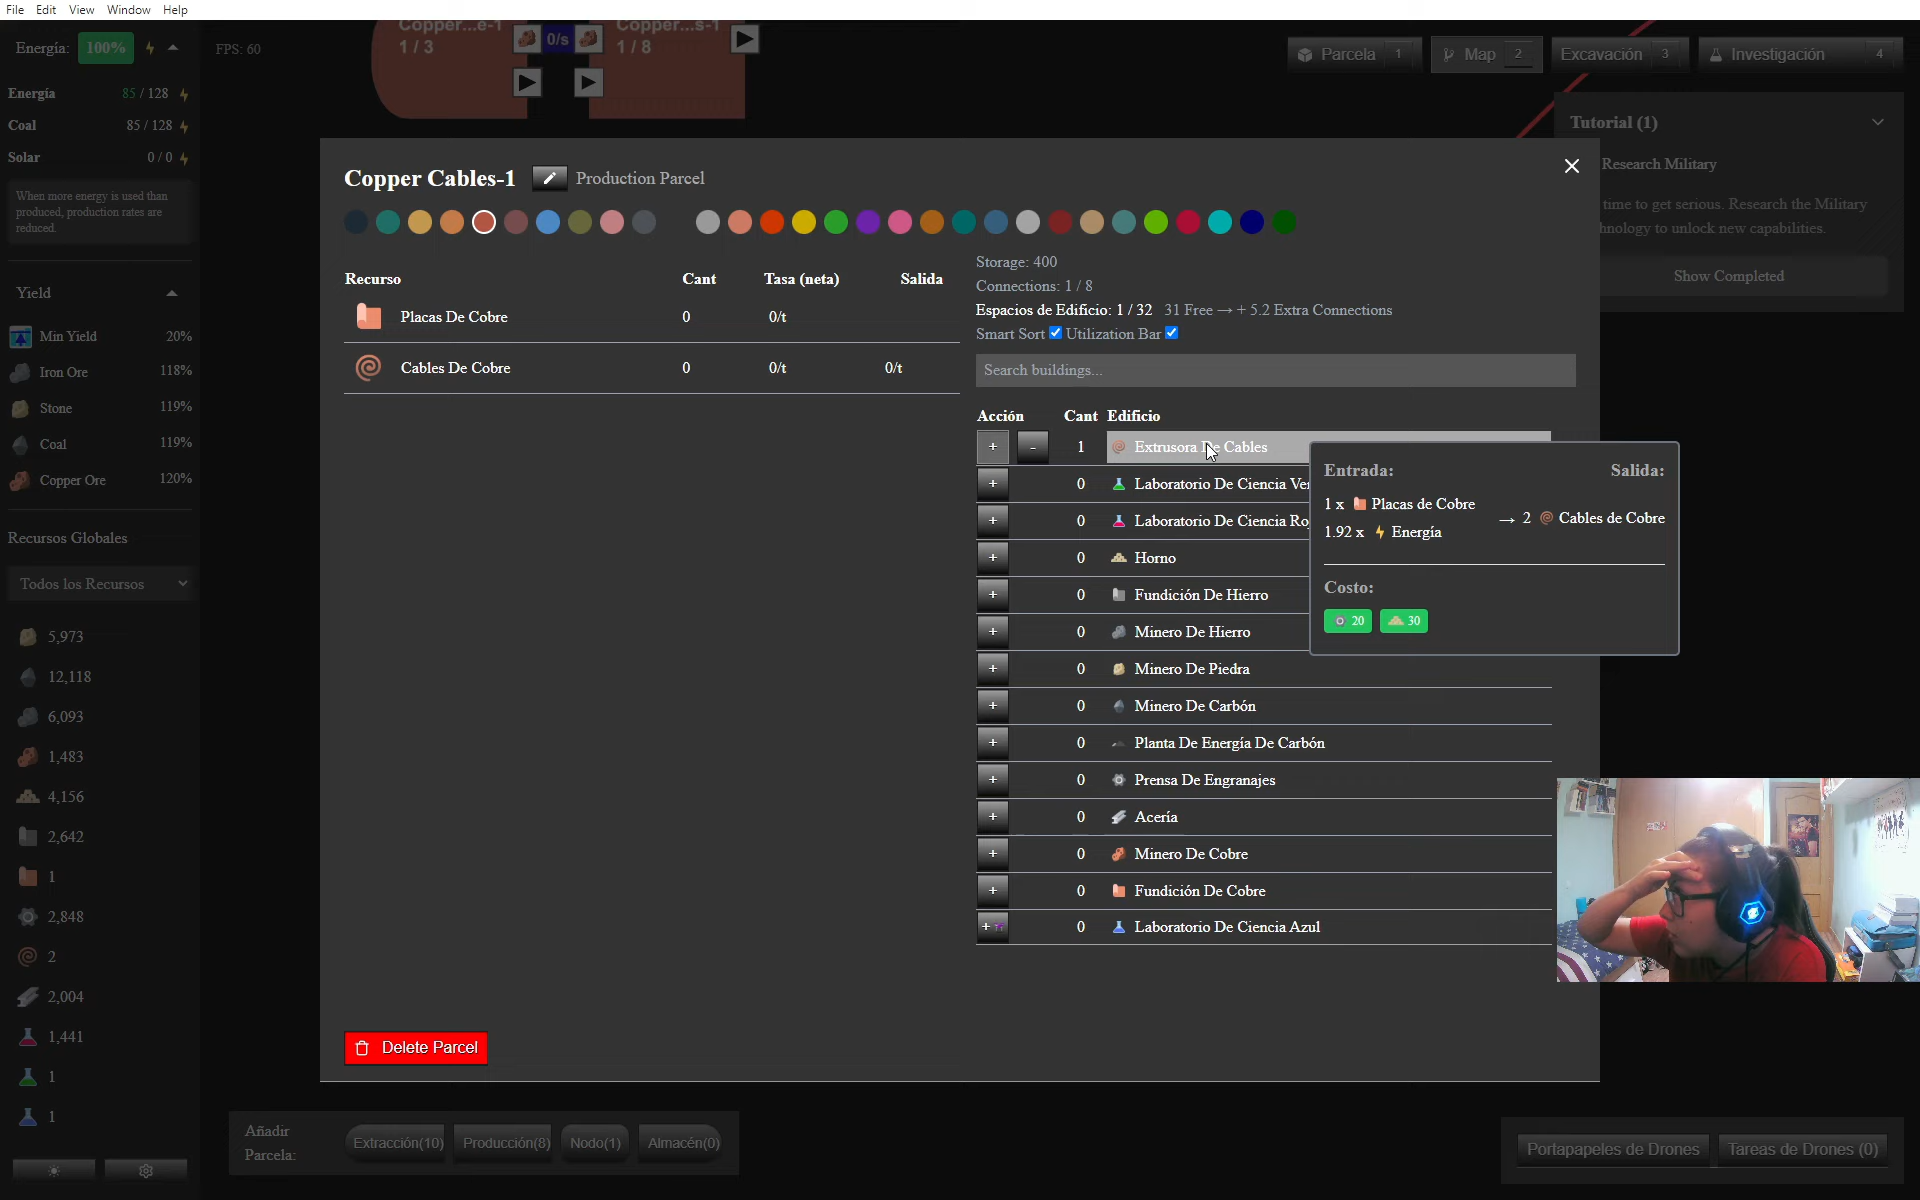 File Edit View Window Help
Energía: 100%
FPS: 60
Copper...e-1
1 / 3
0/s
Copper...s-1
1 / 8
Parcela 1
Map 2
Excavación 3
Investigación 4
Energía 85 / 128
Coal 85 / 128
Solar 0 / 0
When more energy is used than
produced, production rates are
reduced.
Yield
Min Yield 20%
Iron Ore 118%
Stone 119%
Coal 119%
Copper Ore 120%
Recursos Globales
Todos los Recursos
5,973
12,118
6,093
1,483
4,156
2,642
1
2,848
2
2,004
1,441
1
1
Tutorial (1)
Research Military
time to get serious. Research the Military
hnology to unlock new capabilities.
Show Completed
Copper Cables-1 Production Parcel
Recurso Cant Tasa (neta) Salida
Placas De Cobre 0 0/t
Cables De Cobre 0 0/t 0/t
Storage: 400
Connections: 1 / 8
Espacios de Edificio: 1 / 32 31 Free → + 5.2 Extra Connections
Smart Sort Utilization Bar
Search buildings...
Acción Cant Edificio
+ - 1 Extrusora De Cables
+ 0 Laboratorio De Ciencia Ver
+ 0 Laboratorio De Ciencia Ro
+ 0 Horno
+ 0 Fundición De Hierro
+ 0 Minero De Hierro
+ 0 Minero De Piedra
+ 0 Minero De Carbón
+ 0 Planta De Energía De Carbón
+ 0 Prensa De Engranajes
+ 0 Acería
+ 0 Minero De Cobre
+ 0 Fundición De Cobre
+ 0 Laboratorio De Ciencia Azul
Entrada: Salida:
1 x Placas de Cobre
→ 2 Cables de Cobre
1.92 x Energía
Costo:
20 30
Delete Parcel
Añadir
Parcela:
Extracción(10) Producción(8) Nodo(1) Almacén(0)
Portapapeles de Drones Tareas de Drones (0)